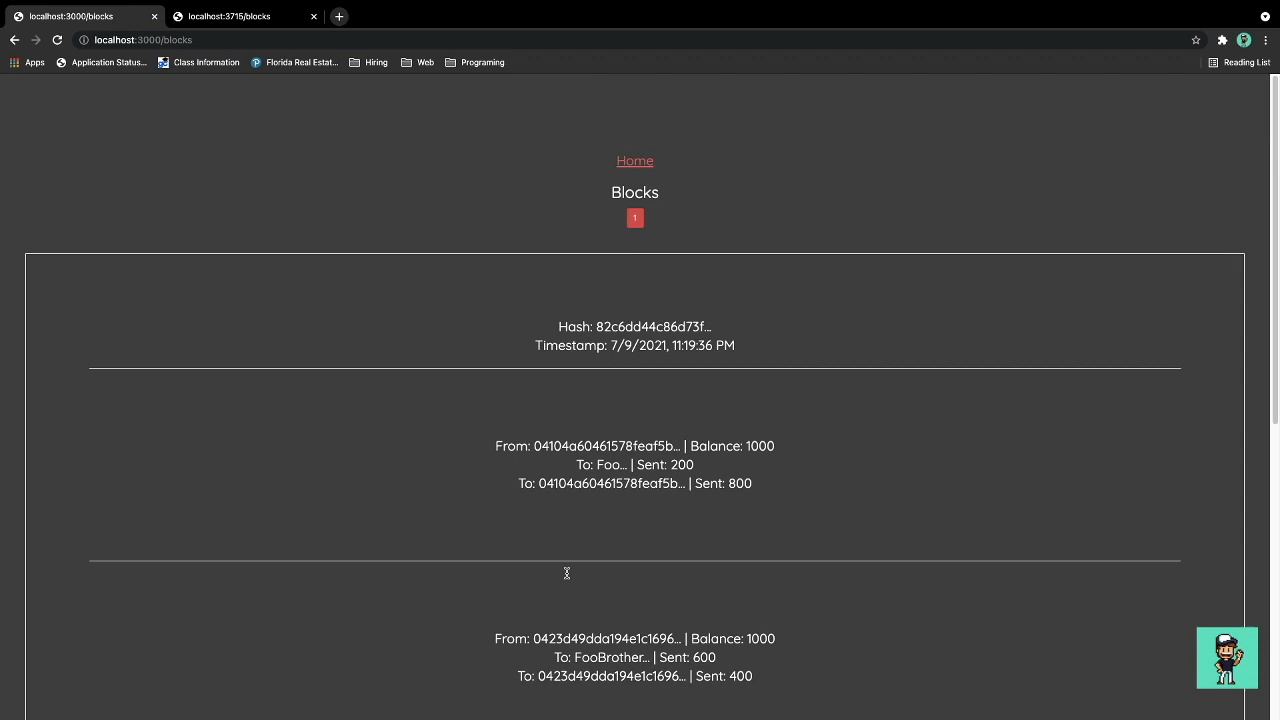 localhost:3000/blocks
localhost:3715/blocks
localhost:3000/blocks
Apps
Application Status...
Class Information
Florida Real Estat...
Hiring
Web
Programing
Reading List
Home
Blocks
1
Hash: 82c6dd44c86d73f...
Timestamp: 7/9/2021, 11:19:36 PM
From: 04104a60461578feaf5b... | Balance: 1000
To: Foo... | Sent: 200
To: 04104a60461578feaf5b... | Sent: 800
From: 0423d49dda194e1c1696... | Balance: 1000
To: FooBrother... | Sent: 600
To: 0423d49dda194e1c1696... | Sent: 400